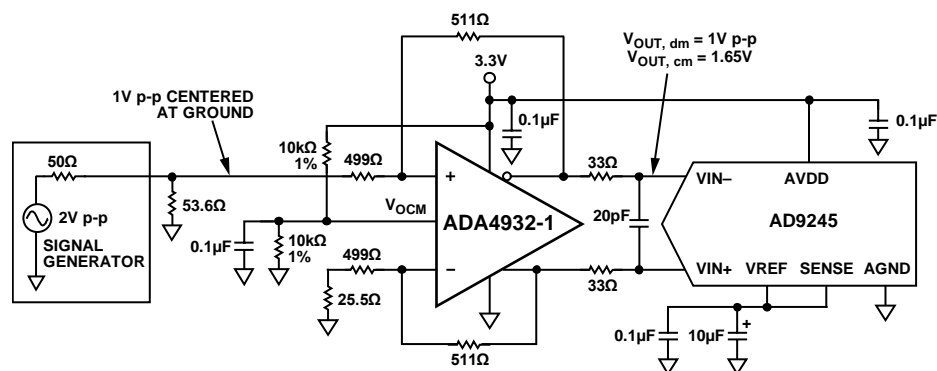 511Ω
VOUT, dm = 1V p-p
VOUT, cm = 1.65V
3.3V
1V p-p CENTERED
AT GROUND
0.1µF
0.1µF
50Ω
10kΩ
1%
499Ω
33Ω
+
VIN–
AVDD
2V p-p
SIGNAL
GENERATOR
53.6Ω
VOCM
ADA4932-1
20pF
AD9245
0.1µF
10kΩ
1%
499Ω
–
33Ω
VIN+
VREF
SENSE
AGND
25.5Ω
511Ω
0.1µF
10µF
+